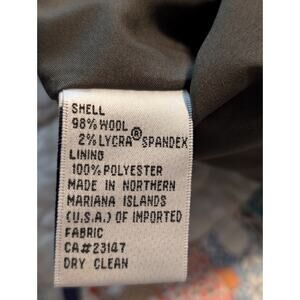 SHELL
98% WOOL
2% LYCRA® SPANDEX
LINING
100% POLYESTER
MADE IN NORTHERN
MARIANA ISLANDS
(U.S.A.) OF IMPORTED
FABRIC
CA#23147
DRY CLEAN